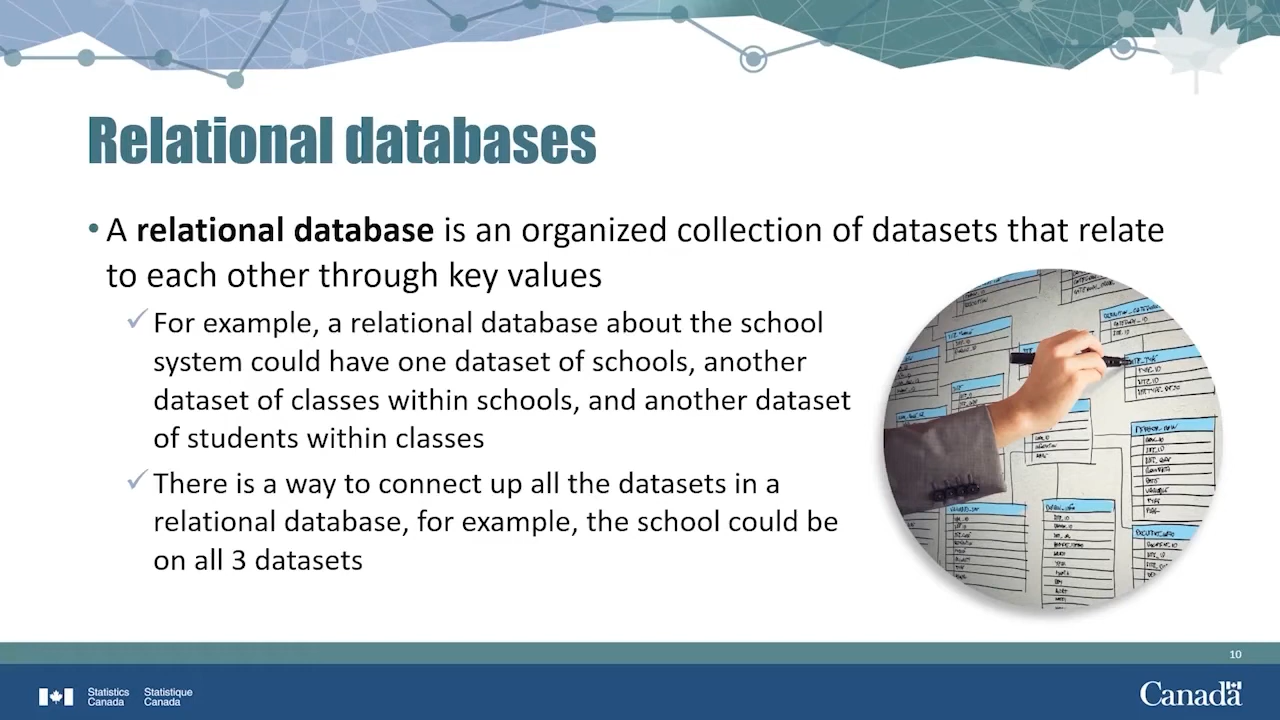 Relational databases
• A relational database is an organized collection of datasets that relate
to each other through key values
✓ For example, a relational database about the school
system could have one dataset of schools, another
dataset of classes within schools, and another dataset
of students within classes
✓ There is a way to connect up all the datasets in a
relational database, for example, the school could be
on all 3 datasets
10
Statistics Statistique
Canada Canada
Canada